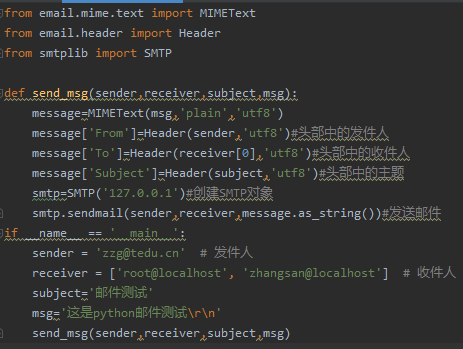 from email.mime.text import MIMEText
from email.header import Header
from smtplib import SMTP
def send_msg(sender,receiver,subject,msg):
message=MIMEText(msg,'plain','utf8')
message['From']=Header(sender,'utf8')#头部中的发件人
message['To']=Header(receiver[0],'utf8')#头部中的收件人
message['Subject']=Header(subject,'utf8')#头部中的主题
smtp=SMTP('127.0.0.1')#创建SMTP对象
smtp.sendmail(sender,receiver,message.as_string())#发送邮件
if __name__ == '__main__':
sender = 'zzg@tedu.cn' # 发件人
receiver = ['root@localhost', 'zhangsan@localhost'] # 收件人
subject='邮件测试'
msg='这是python邮件测试\r\n'
send_msg(sender,receiver,subject,msg)